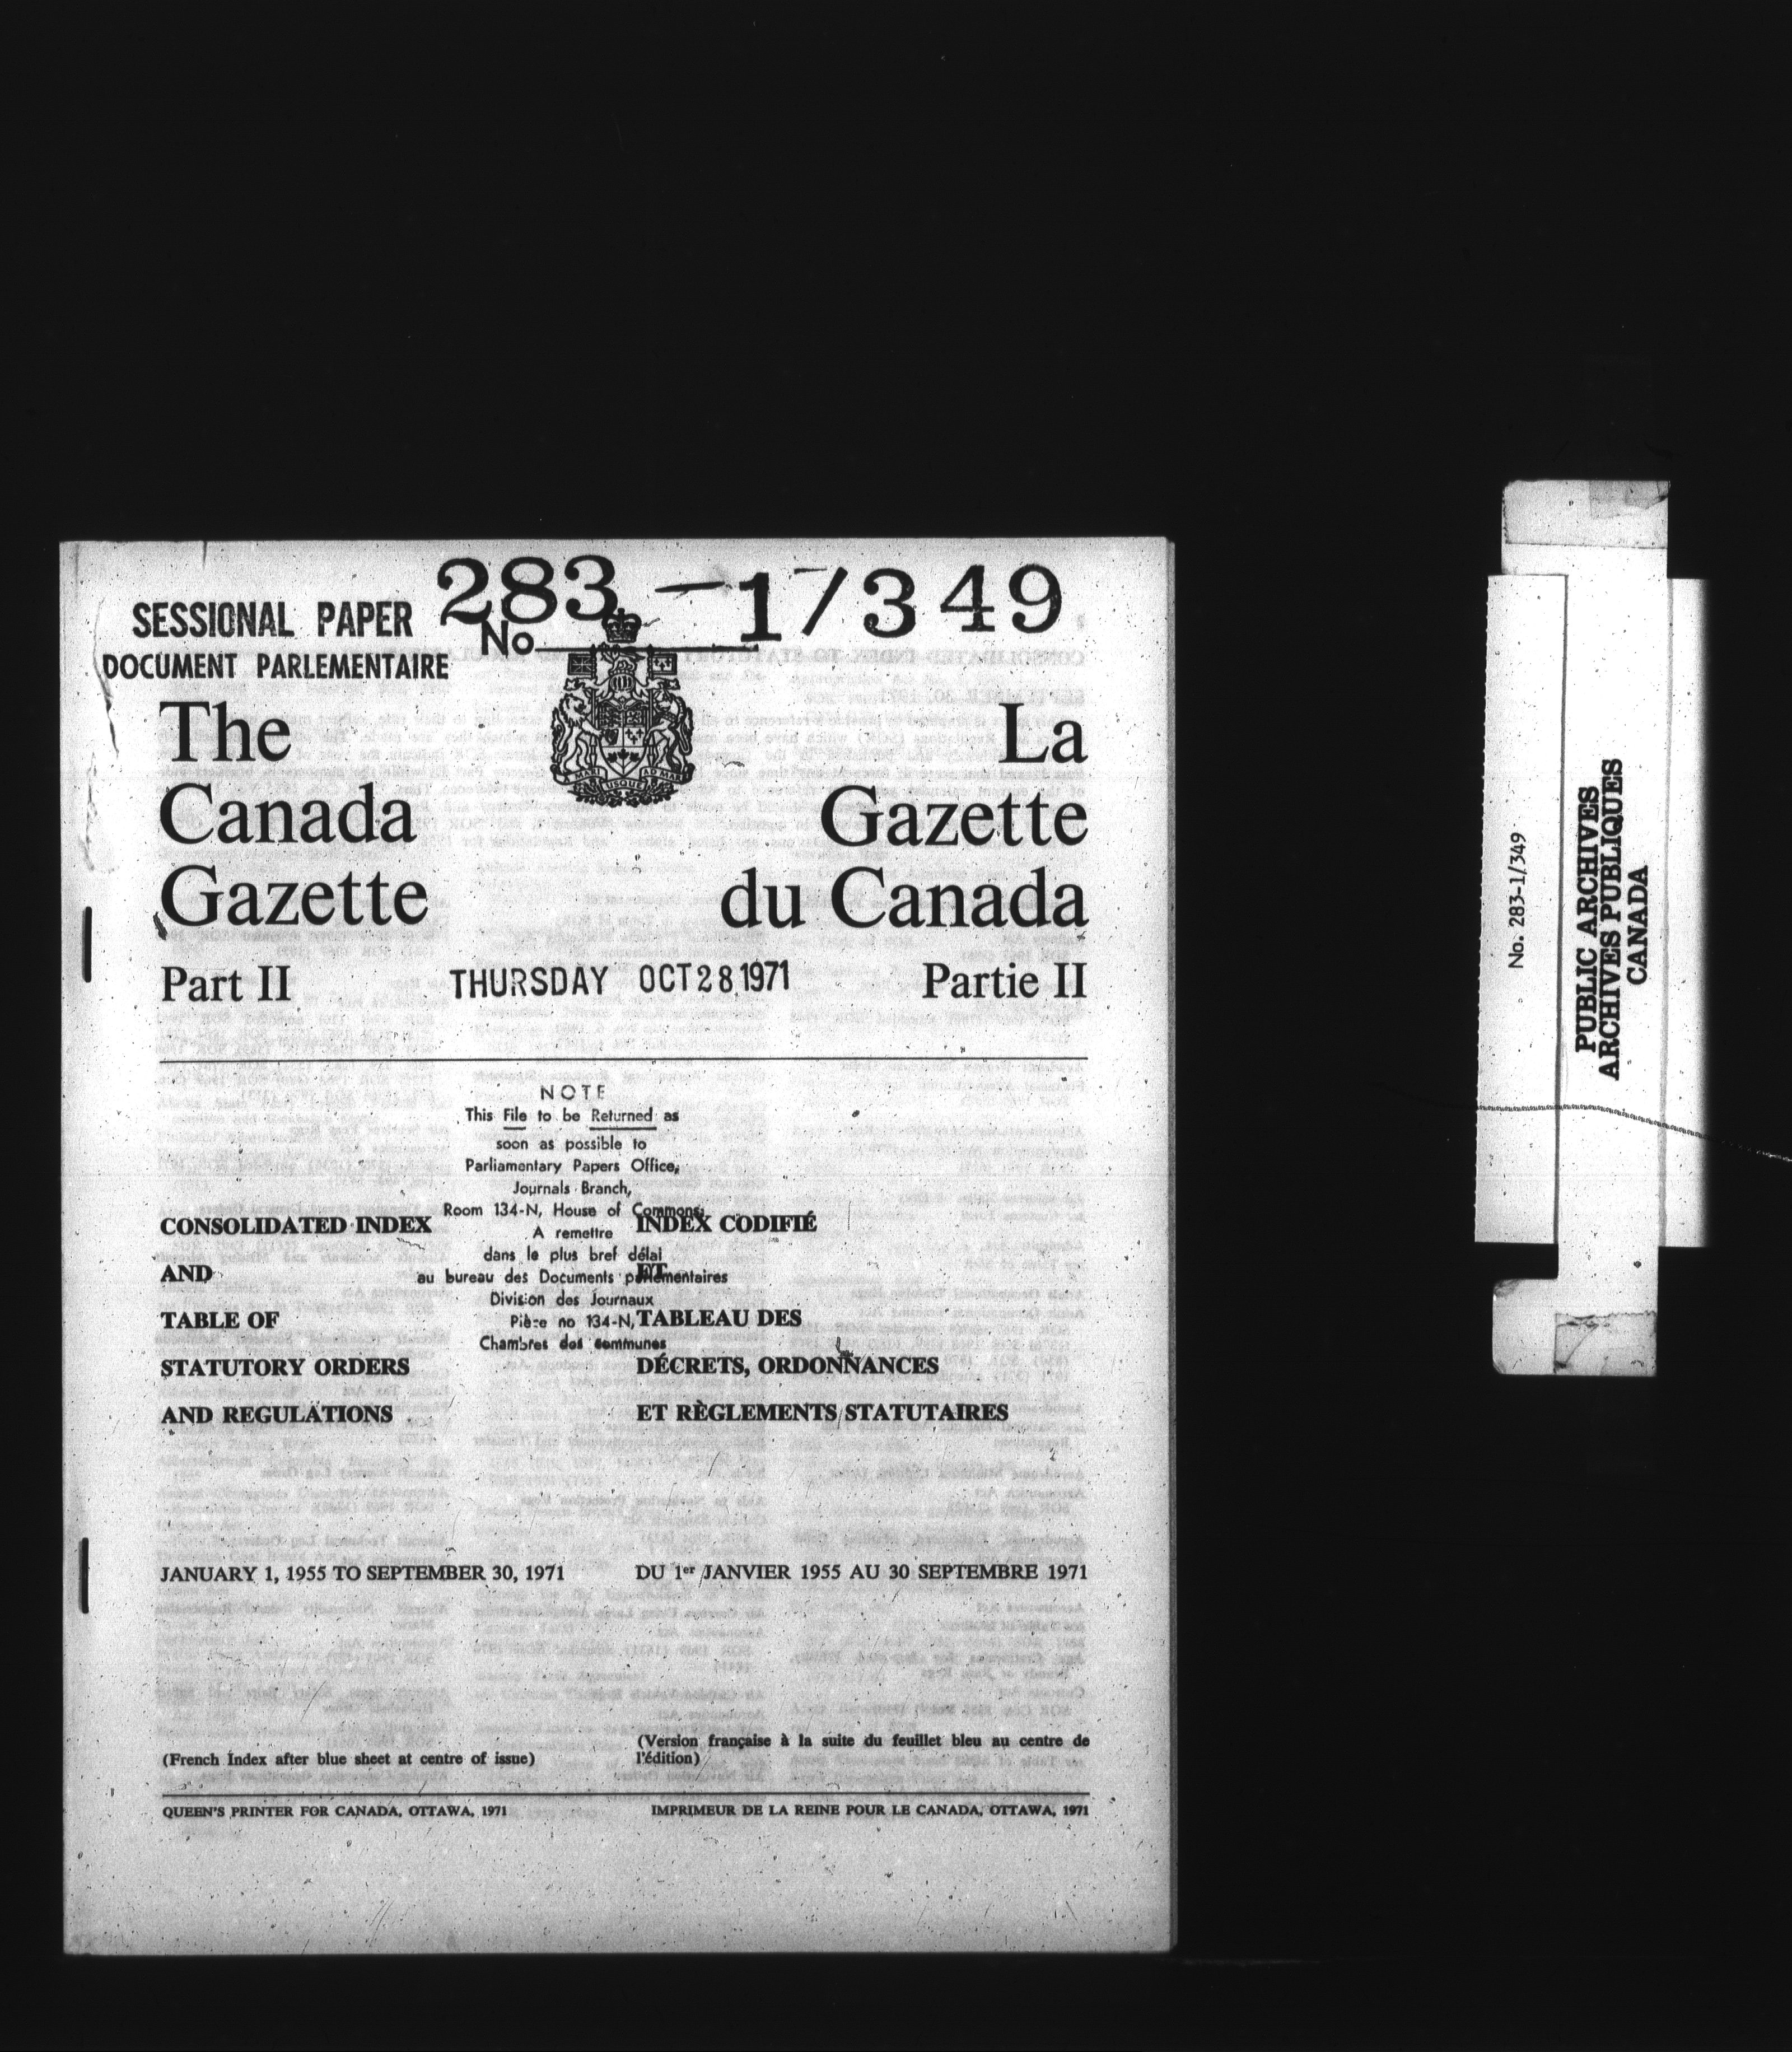 283-1/349
SESSIONAL PAPER No
DOCUMENT PARLEMENTAIRE
The
Canada
Gazette
Part II
A MARI USQUE AD MARE
La
Gazette
du Canada
Partie II
THURSDAY OCT 28 1971
NOTE
This File to be Returned as
soon as possible to
Parliamentary Papers Office,
Journals Branch,
Room 134-N, House of Commons,
A remettre
dans le plus bref délai
au bureau des Documents parlementaires
Division des Journaux
Pièce no 134-N,
Chambres des communes
CONSOLIDATED INDEX
AND
TABLE OF
STATUTORY ORDERS
AND REGULATIONS
INDEX CODIFIÉ
ET
TABLEAU DES
DÉCRETS, ORDONNANCES
ET RÈGLEMENTS STATUTAIRES
JANUARY 1, 1955 TO SEPTEMBER 30, 1971
DU 1er JANVIER 1955 AU 30 SEPTEMBRE 1971
(French Index after blue sheet at centre of issue)
(Version française à la suite du feuillet bleu au centre de
l'édition)
QUEEN'S PRINTER FOR CANADA, OTTAWA, 1971
IMPRIMEUR DE LA REINE POUR LE CANADA, OTTAWA, 1971
No. 283-1/349
PUBLIC ARCHIVES
ARCHIVES PUBLIQUES
CANADA